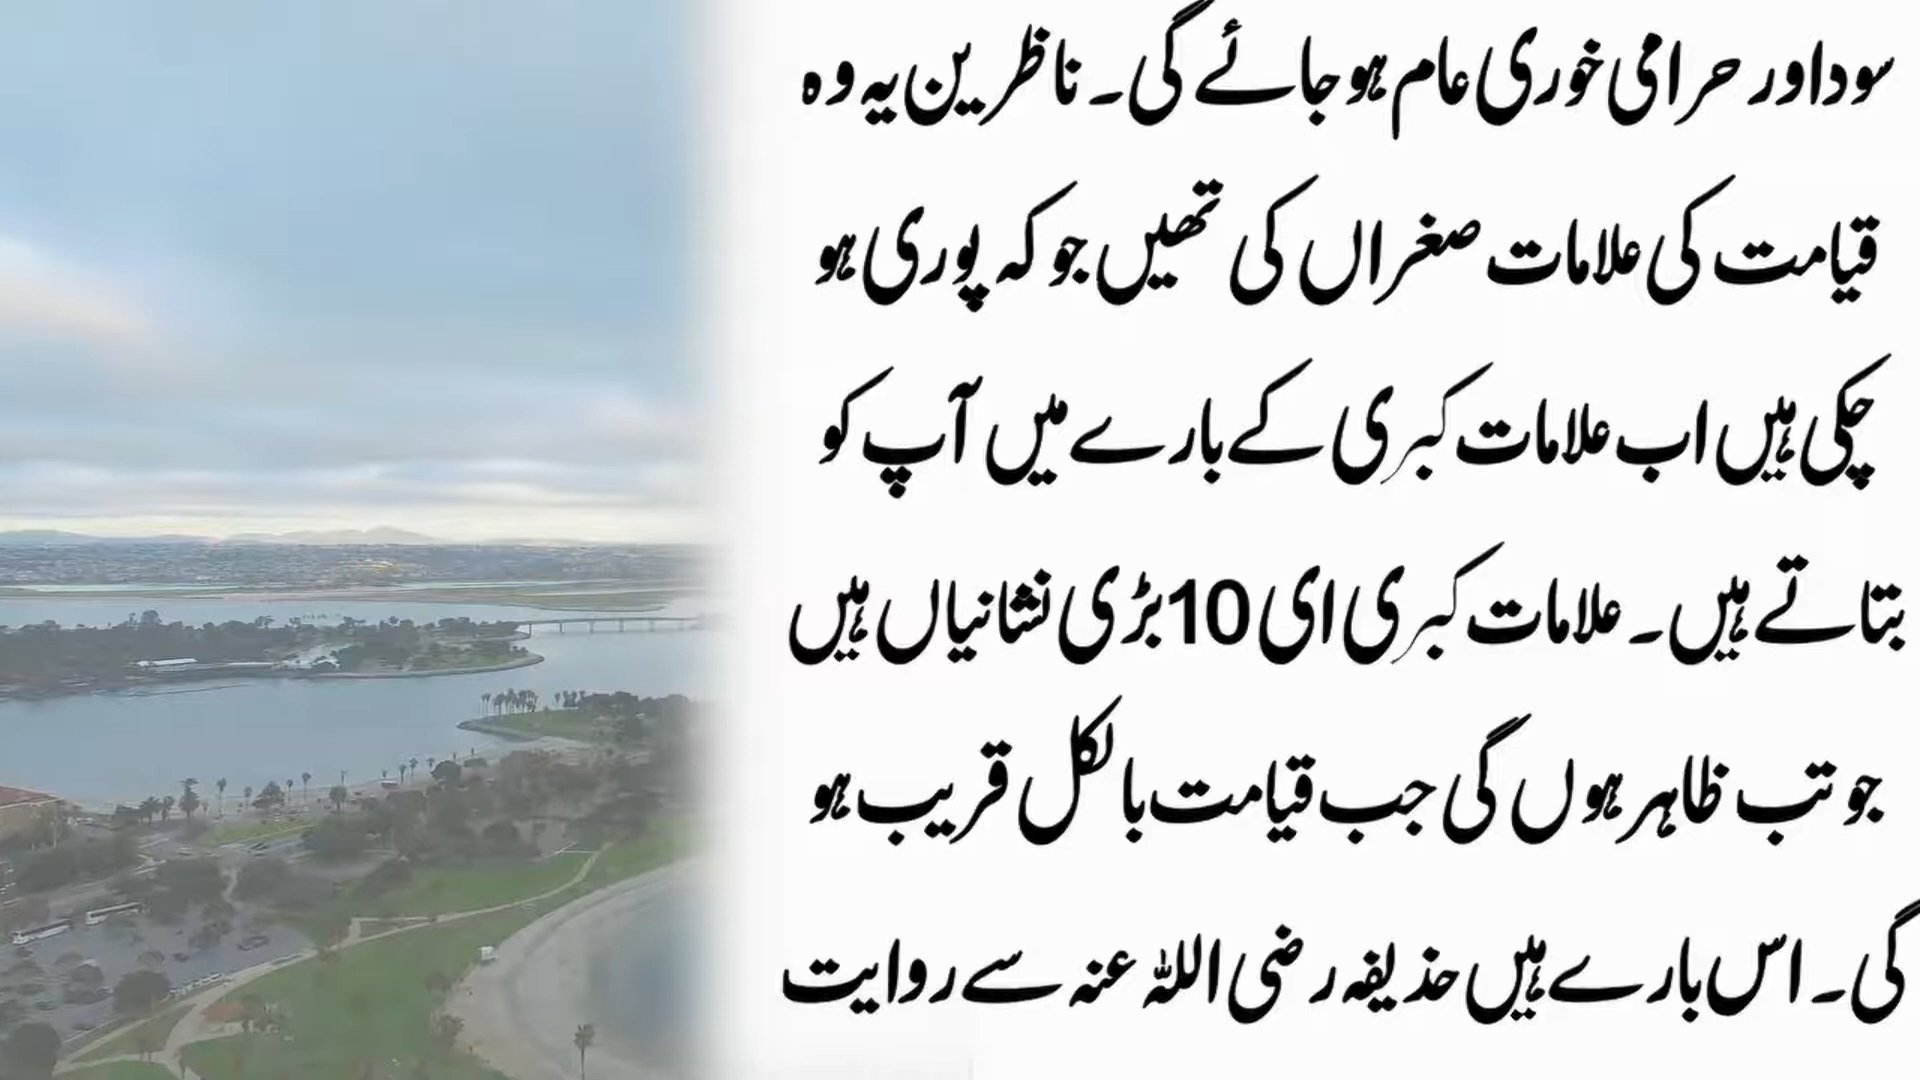 سود اور حرامی خوری عام ہو جائے گی۔ ناظرین یہ وہ
قیامت کی علامات صغراں کی تھیں جو کہ پوری ہو
چکی ہیں اب علامات کبری کے بارے میں آپ کو
بتاتے ہیں۔ علامات کبری ای 10 بڑی نشانیاں ہیں
جو تب ظاہر ہوں گی جب قیامت بالکل قریب ہو
گی۔ اس بارے ہیں حذیفہ رضی اللہ عنہ سے روایت